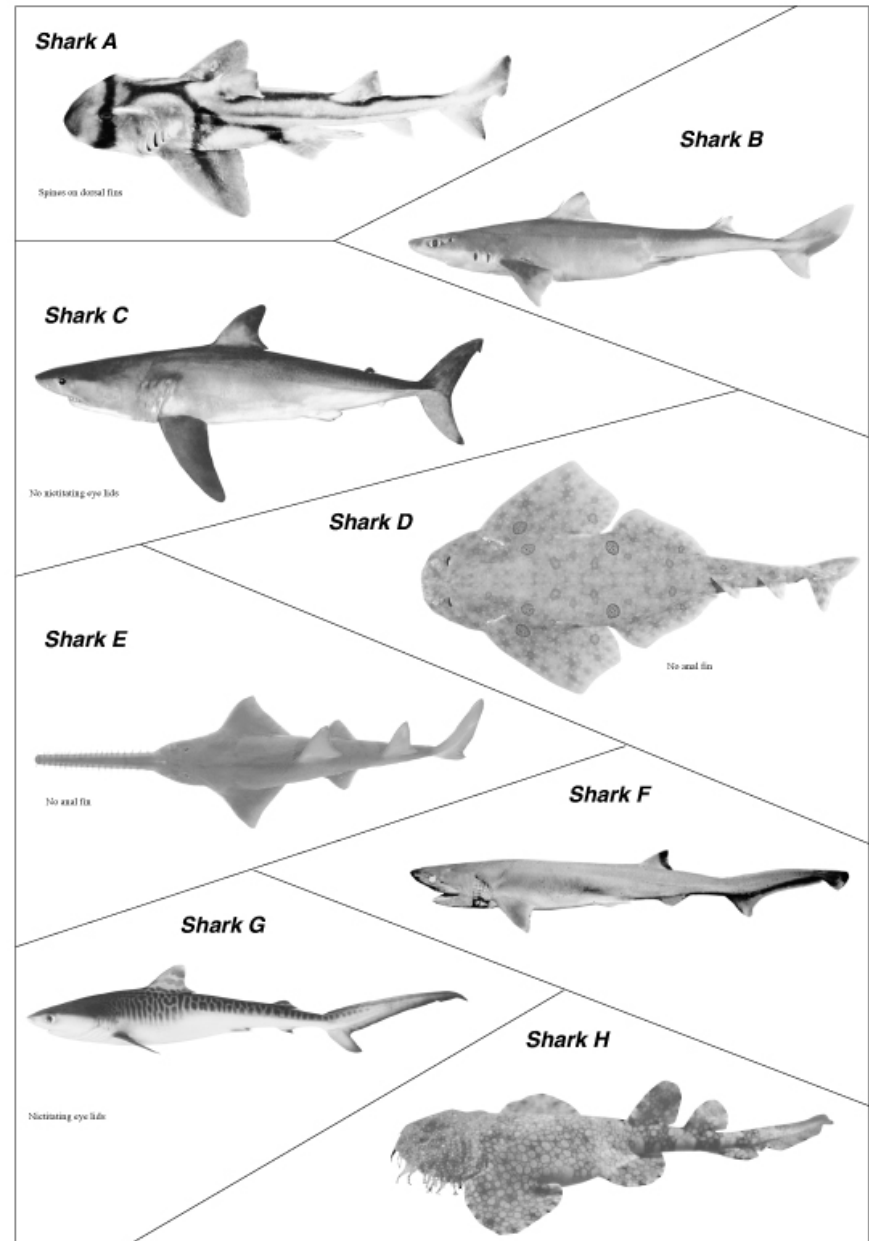 Shark A
Spines on dorsal fins
Shark B
Shark C
No nictitating eye lids
Shark D
No anal fin
Shark E
No anal fin
Shark F
Shark G
Nictitating eye lids
Shark H